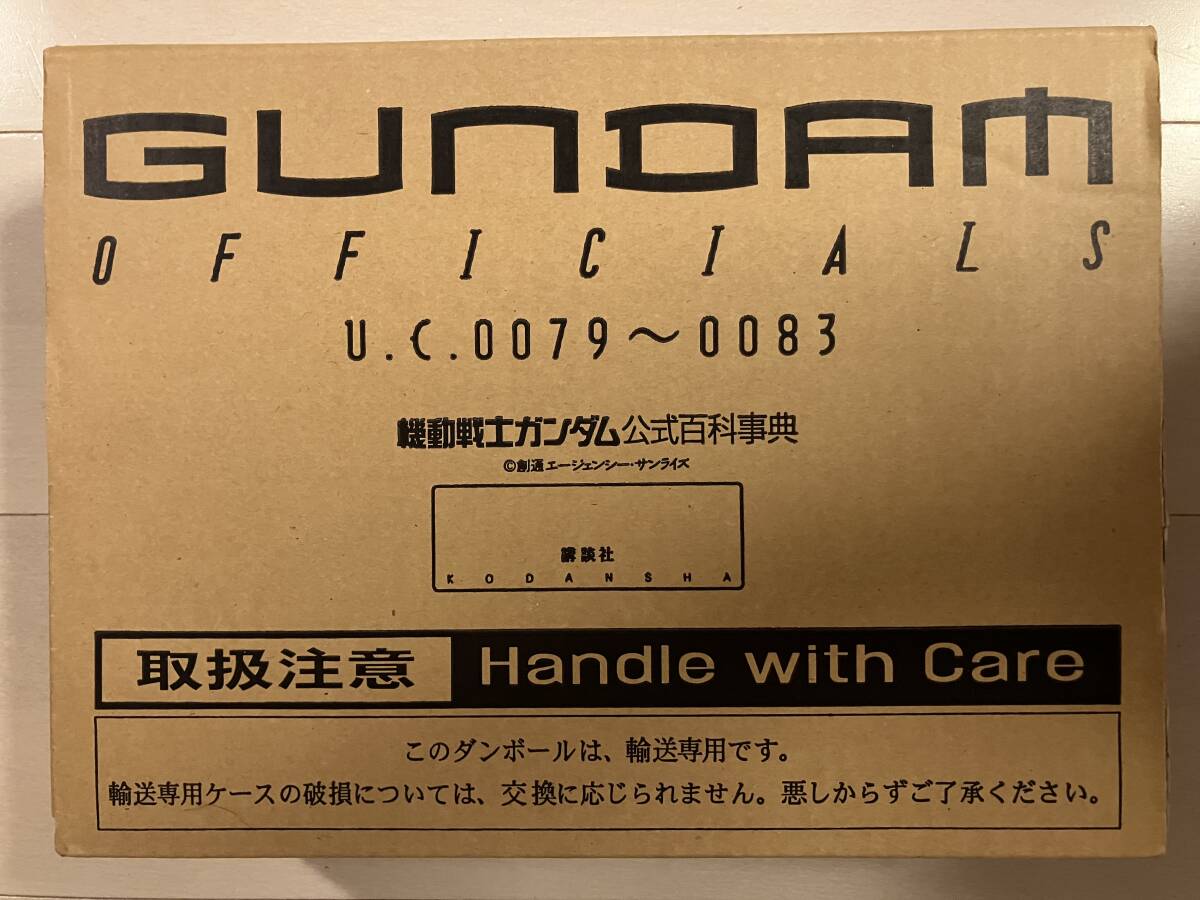 GUNDAM
OFFICIALS
U.C.0079～0083
機動戦士ガンダム公式百科事典
©創通エージェンシー・サンライズ
講談社
KODANSHA
取扱注意 Handle with Care
このダンボールは、輸送専用です。
輸送専用ケースの破損については、交換に応じられません。悪しからずご了承ください。